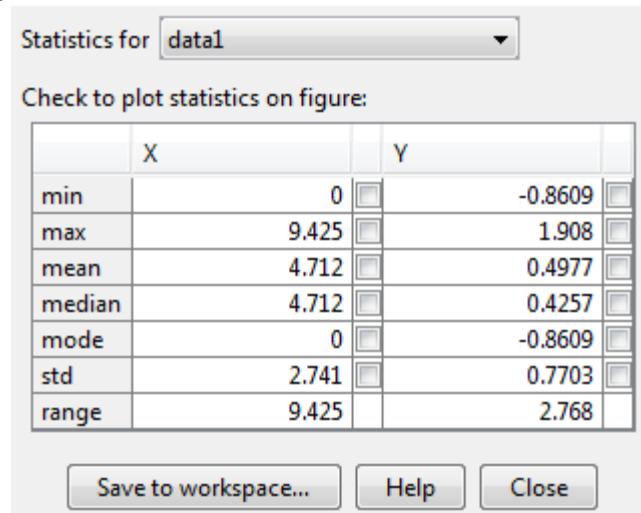 Statistics for data1
Check to plot statistics on figure:
X Y
min 0 -0.8609
max 9.425 1.908
mean 4.712 0.4977
median 4.712 0.4257
mode 0 -0.8609
std 2.741 0.7703
range 9.425 2.768
Save to workspace... Help Close